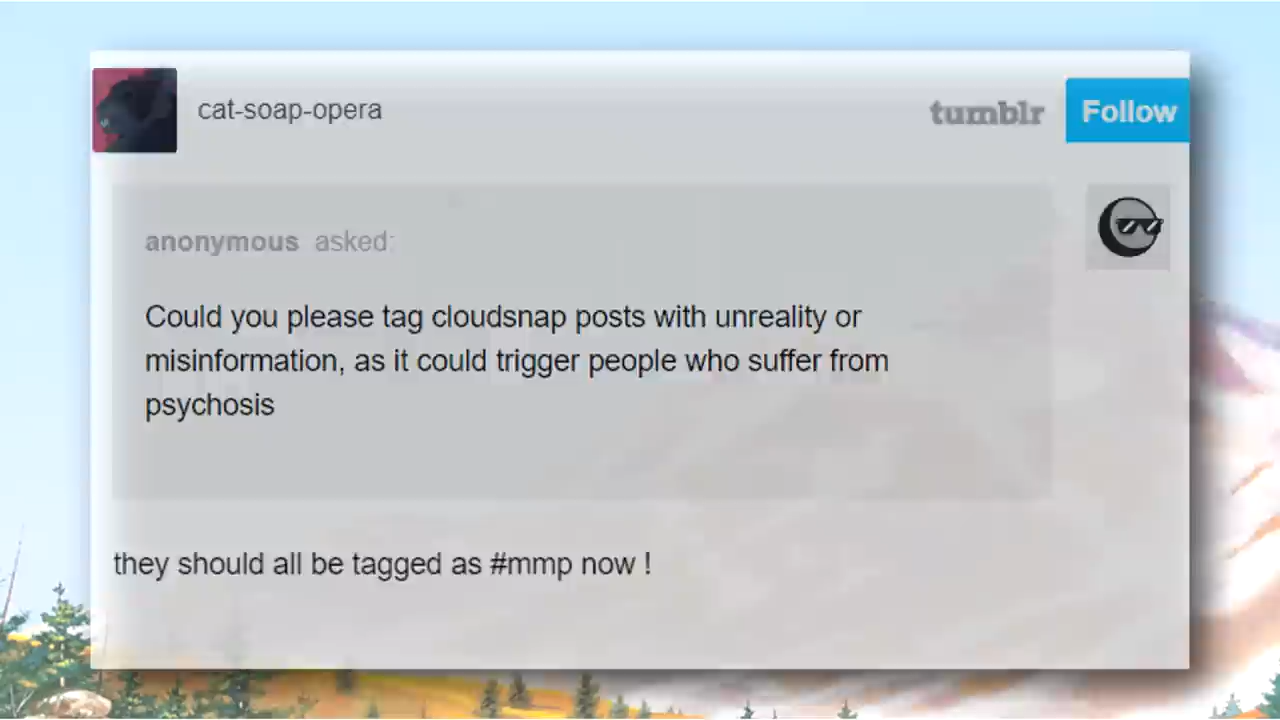 cat-soap-opera
tumblr
Follow
anonymous asked:
Could you please tag cloudsnap posts with unreality or
misinformation, as it could trigger people who suffer from
psychosis
they should all be tagged as #mmp now !